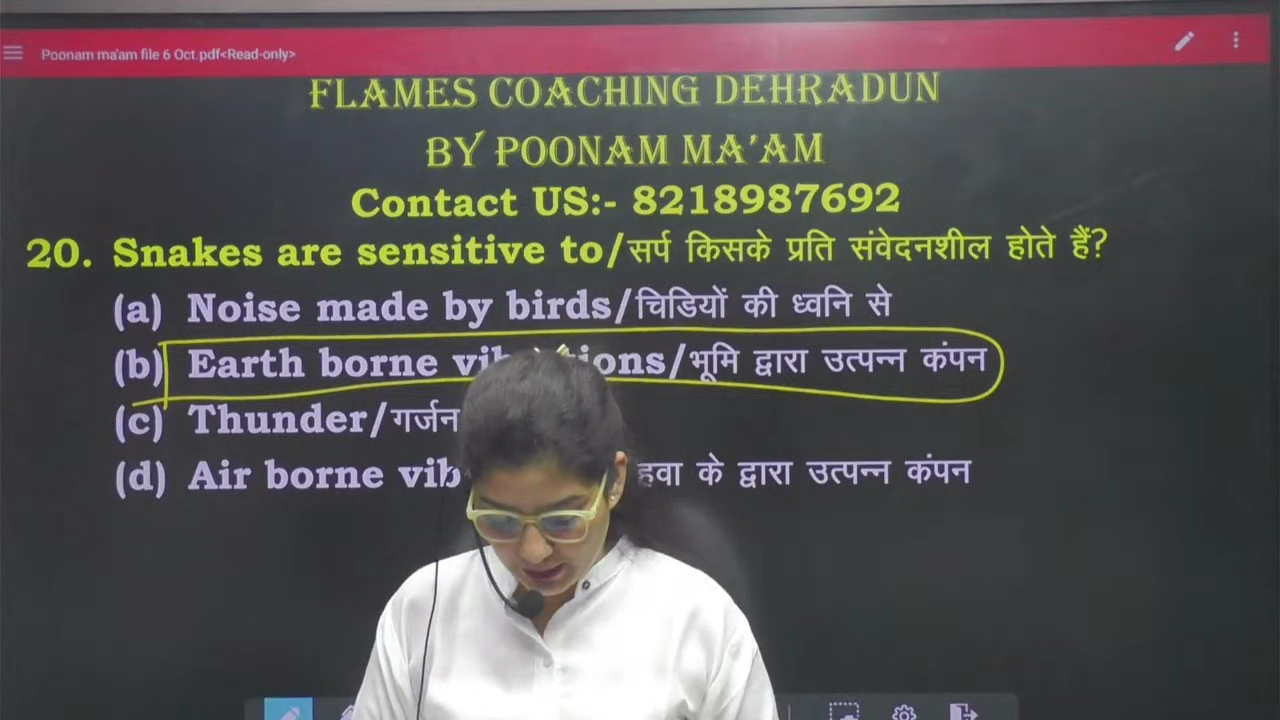 Poonam ma'am file 6 Oct.pdf<Read-only>
FLAMES COACHING DEHRADUN
BY POONAM MA'AM
Contact US:- 8218987692
20. Snakes are sensitive to/सर्प किसके प्रति संवेदनशील होते हैं?
(a) Noise made by birds/चिडियों की ध्वनि से
(b) Earth borne vib ions/भूमि द्वारा उत्पन्न कंपन
(c) Thunder/गर्जन
(d) Air borne vib हवा के द्वारा उत्पन्न कंपन